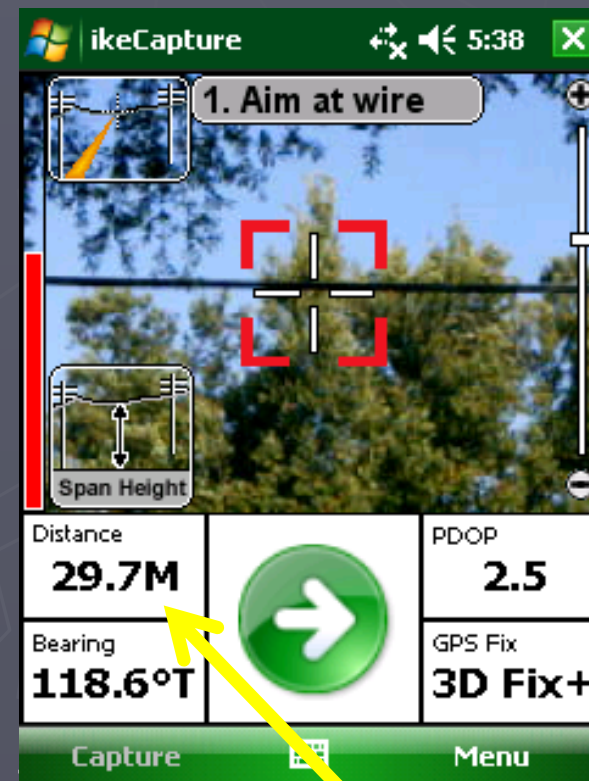 ikeCapture 5:38
1. Aim at wire
Span Height
Distance
29.7M
PDOP
2.5
Bearing
118.6°T
GPS Fix
3D Fix+
Capture Menu